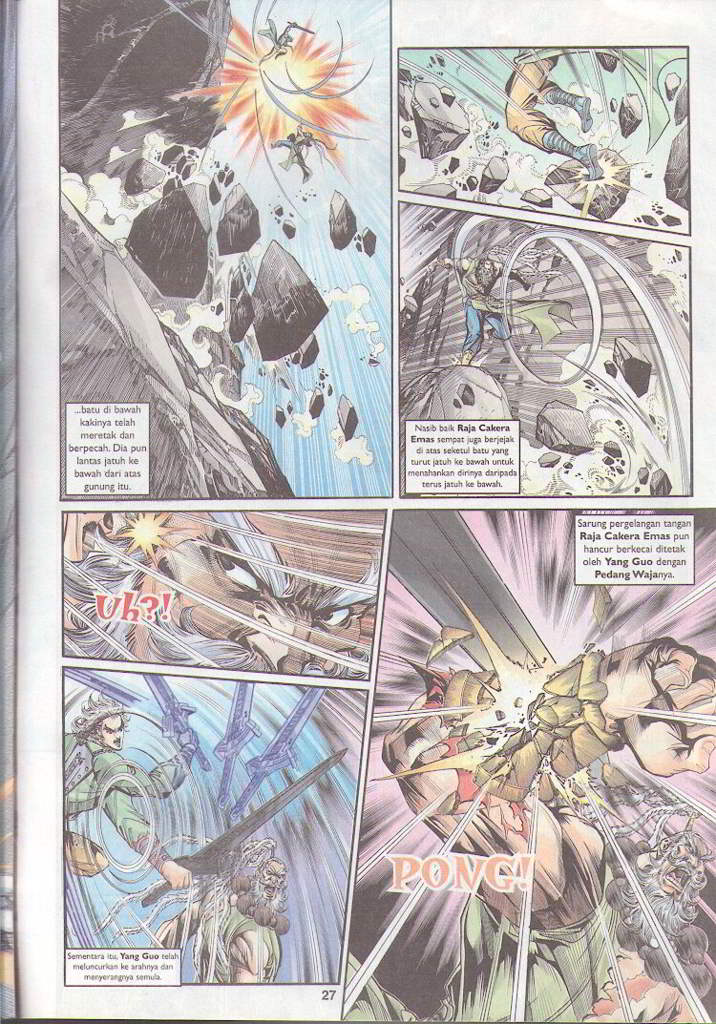 ...batu di bawah
kakinya telah
meretak dan
berpecah. Dia pun
lantas jatuh ke
bawah dari atas
gunung itu.
Nasib baik Raja Cakera
Emas sempat juga berjejak
di atas seketul batu yang
turut jatuh ke bawah untuk
menahankan dirinya daripada
terus jatuh ke bawah.
Uh?!
Sementara itu, Yang Guo telah
meluncurkan ke arahnya dan
menyerangnya semula.
Sarung pergelangan tangan
Raja Cakera Emas pun
hancur berkecai ditetak
oleh Yang Guo dengan
Pedang Wajanya.
PONG!
27